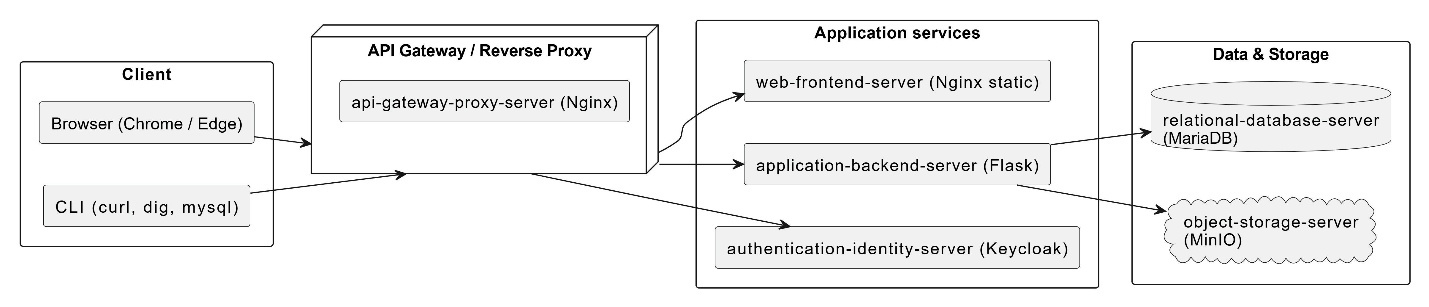 Client
Browser (Chrome / Edge)
CLI (curl, dig, mysql)
API Gateway / Reverse Proxy
api-gateway-proxy-server (Nginx)
Application services
web-frontend-server (Nginx static)
application-backend-server (Flask)
authentication-identity-server (Keycloak)
Data & Storage
relational-database-server
(MariaDB)
object-storage-server
(MinIO)